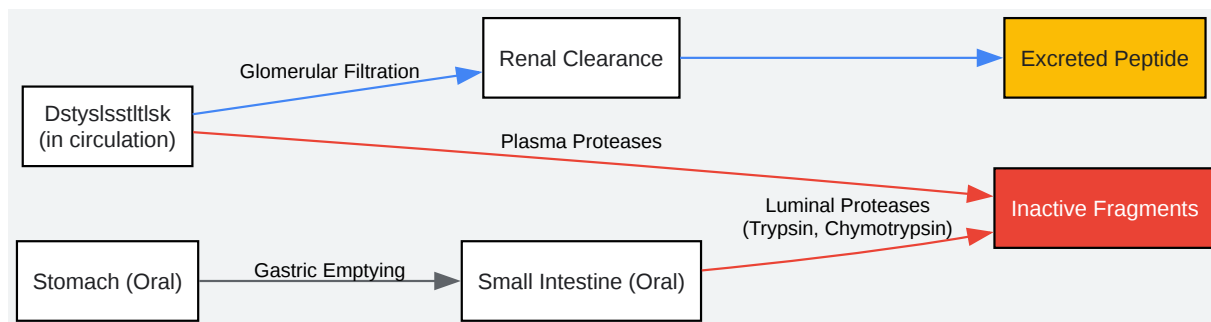 Glomerular Filtration
Renal Clearance
Excreted Peptide
Dstyslsstltlsk
(in circulation)
Plasma Proteases
Inactive Fragments
Luminal Proteases
(Trypsin, Chymotrypsin)
Stomach (Oral)
Gastric Emptying
Small Intestine (Oral)